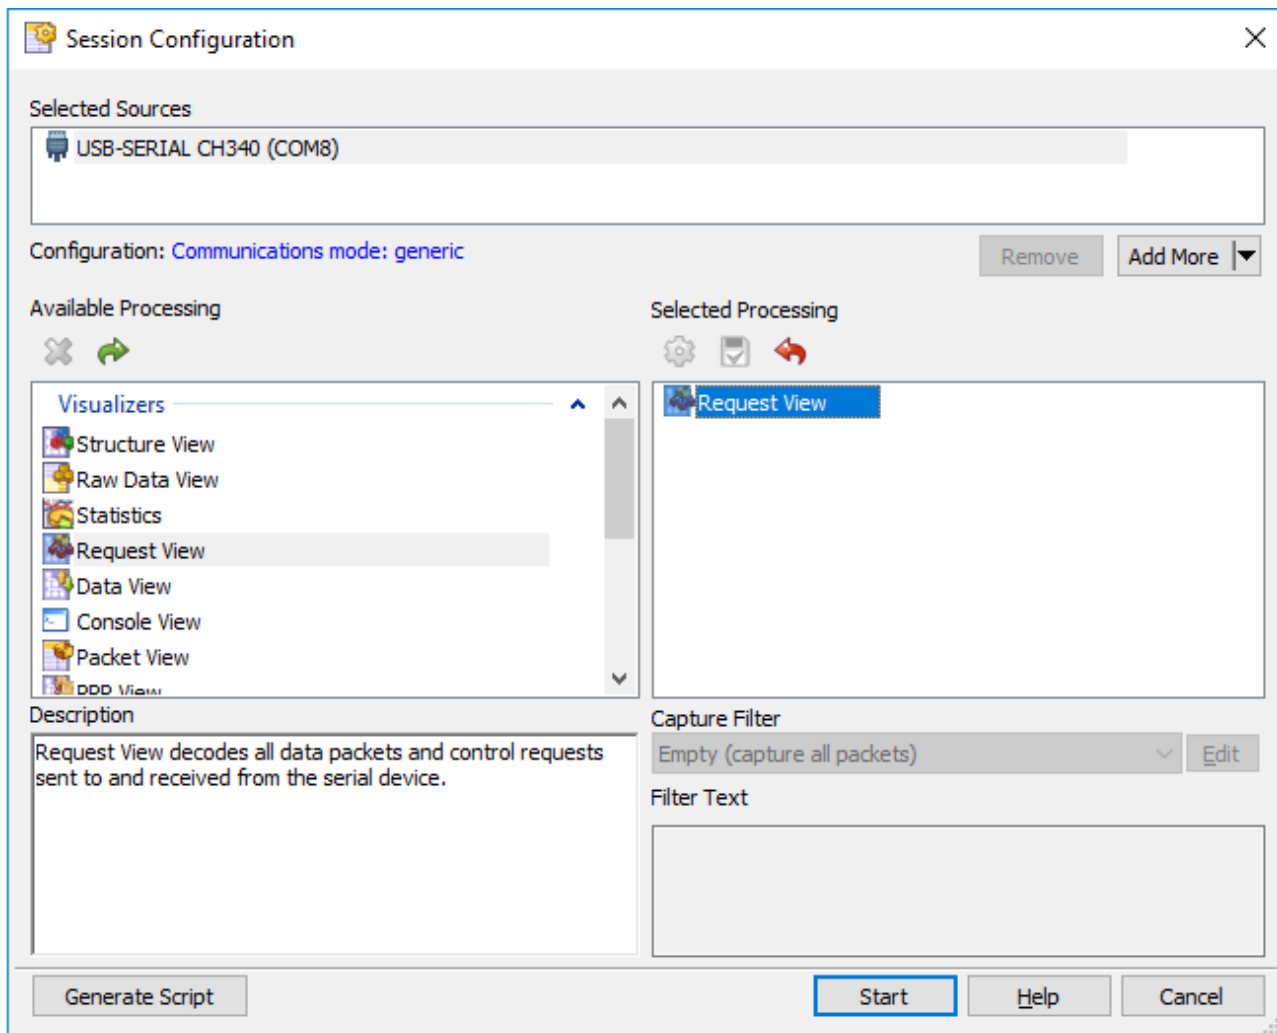 Session Configuration
Selected Sources
USB-SERIAL CH340 (COM8)
Configuration: Communications mode: generic
Remove
Add More
Available Processing
Selected Processing
Visualizers
Structure View
Raw Data View
Statistics
Request View
Data View
Console View
Packet View
PPP View
Request View
Description
Request View decodes all data packets and control requests
sent to and received from the serial device.
Capture Filter
Empty (capture all packets)
Edit
Filter Text
Generate Script
Start
Help
Cancel